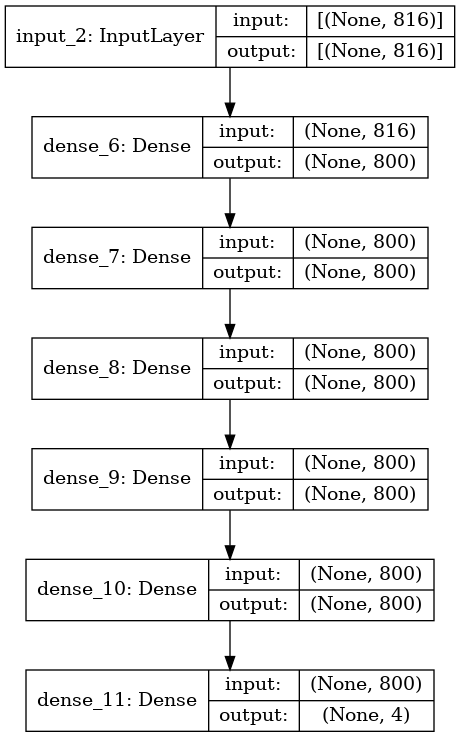 input_2: InputLayer
input: [(None, 816)]
output: [(None, 816)]
dense_6: Dense
input: (None, 816)
output: (None, 800)
dense_7: Dense
input: (None, 800)
output: (None, 800)
dense_8: Dense
input: (None, 800)
output: (None, 800)
dense_9: Dense
input: (None, 800)
output: (None, 800)
dense_10: Dense
input: (None, 800)
output: (None, 800)
dense_11: Dense
input: (None, 800)
output: (None, 4)